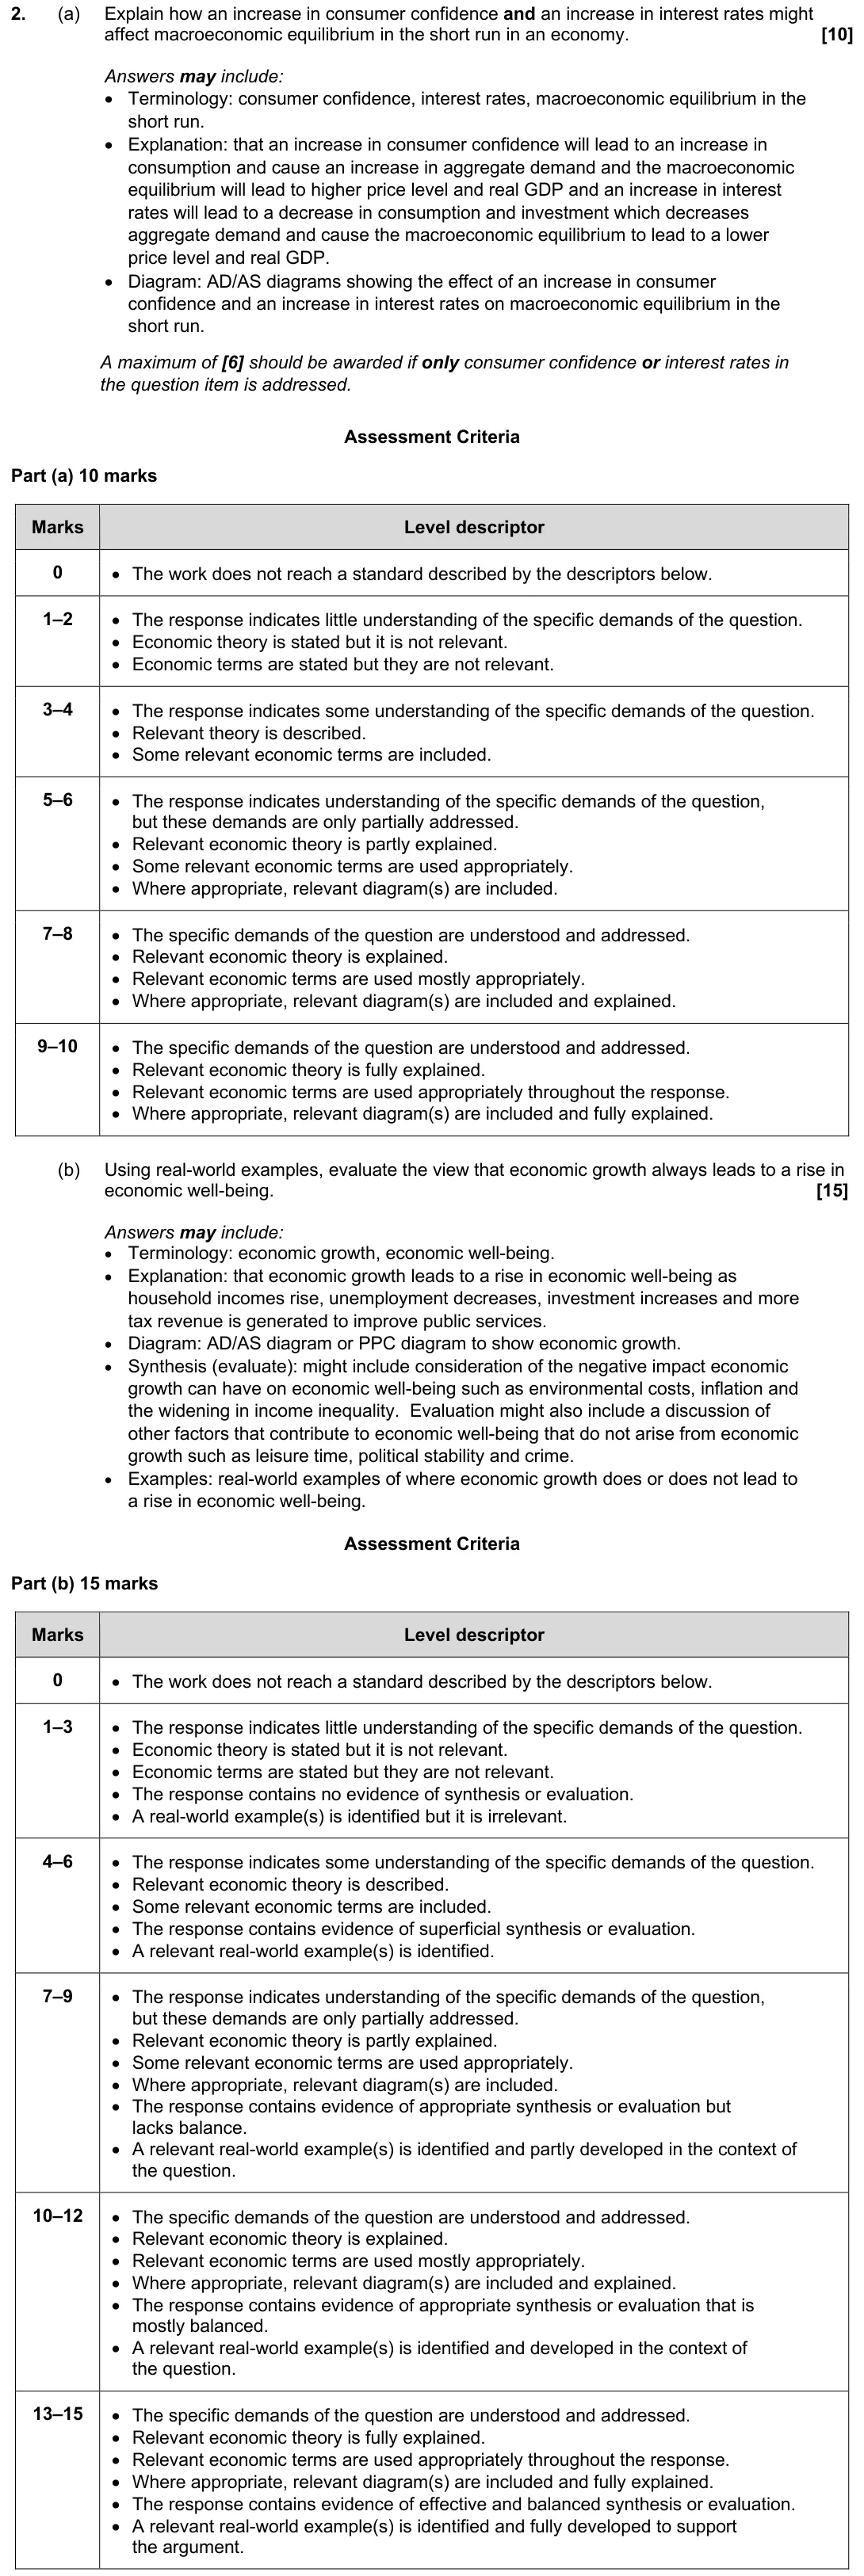 2. (a) Explain how an increase in consumer confidence and an increase in interest rates might
affect macroeconomic equilibrium in the short run in an economy. [10]
Answers may include:
• Terminology: consumer confidence, interest rates, macroeconomic equilibrium in the
short run.
• Explanation: that an increase in consumer confidence will lead to an increase in
consumption and cause an increase in aggregate demand and the macroeconomic
equilibrium will lead to higher price level and real GDP and an increase in interest
rates will lead to a decrease in consumption and investment which decreases
aggregate demand and cause the macroeconomic equilibrium to lead to a lower
price level and real GDP.
• Diagram: AD/AS diagrams showing the effect of an increase in consumer
confidence and an increase in interest rates on macroeconomic equilibrium in the
short run.
A maximum of [6] should be awarded if only consumer confidence or interest rates in
the question item is addressed.
Assessment Criteria
Part (a) 10 marks
Marks Level descriptor
0 • The work does not reach a standard described by the descriptors below.
1–2 • The response indicates little understanding of the specific demands of the question.
• Economic theory is stated but it is not relevant.
• Economic terms are stated but they are not relevant.
3–4 • The response indicates some understanding of the specific demands of the question.
• Relevant theory is described.
• Some relevant economic terms are included.
5–6 • The response indicates understanding of the specific demands of the question,
but these demands are only partially addressed.
• Relevant economic theory is partly explained.
• Some relevant economic terms are used appropriately.
• Where appropriate, relevant diagram(s) are included.
7–8 • The specific demands of the question are understood and addressed.
• Relevant economic theory is explained.
• Relevant economic terms are used mostly appropriately.
• Where appropriate, relevant diagram(s) are included and explained.
9–10 • The specific demands of the question are understood and addressed.
• Relevant economic theory is fully explained.
• Relevant economic terms are used appropriately throughout the response.
• Where appropriate, relevant diagram(s) are included and fully explained.
(b) Using real-world examples, evaluate the view that economic growth always leads to a rise in
economic well-being. [15]
Answers may include:
• Terminology: economic growth, economic well-being.
• Explanation: that economic growth leads to a rise in economic well-being as
household incomes rise, unemployment decreases, investment increases and more
tax revenue is generated to improve public services.
• Diagram: AD/AS diagram or PPC diagram to show economic growth.
• Synthesis (evaluate): might include consideration of the negative impact economic
growth can have on economic well-being such as environmental costs, inflation and
the widening in income inequality. Evaluation might also include a discussion of
other factors that contribute to economic well-being that do not arise from economic
growth such as leisure time, political stability and crime.
• Examples: real-world examples of where economic growth does or does not lead to
a rise in economic well-being.
Assessment Criteria
Part (b) 15 marks
Marks Level descriptor
0 • The work does not reach a standard described by the descriptors below.
1–3 • The response indicates little understanding of the specific demands of the question.
• Economic theory is stated but it is not relevant.
• Economic terms are stated but they are not relevant.
• The response contains no evidence of synthesis or evaluation.
• A real-world example(s) is identified but it is irrelevant.
4–6 • The response indicates some understanding of the specific demands of the question.
• Relevant economic theory is described.
• Some relevant economic terms are included.
• The response contains evidence of superficial synthesis or evaluation.
• A relevant real-world example(s) is identified.
7–9 • The response indicates understanding of the specific demands of the question,
but these demands are only partially addressed.
• Relevant economic theory is partly explained.
• Some relevant economic terms are used appropriately.
• Where appropriate, relevant diagram(s) are included.
• The response contains evidence of appropriate synthesis or evaluation but
lacks balance.
• A relevant real-world example(s) is identified and partly developed in the context of
the question.
10–12 • The specific demands of the question are understood and addressed.
• Relevant economic theory is explained.
• Relevant economic terms are used mostly appropriately.
• Where appropriate, relevant diagram(s) are included and explained.
• The response contains evidence of appropriate synthesis or evaluation that is
mostly balanced.
• A relevant real-world example(s) is identified and developed in the context of
the question.
13–15 • The specific demands of the question are understood and addressed.
• Relevant economic theory is fully explained.
• Relevant economic terms are used appropriately throughout the response.
• Where appropriate, relevant diagram(s) are included and fully explained.
• The response contains evidence of effective and balanced synthesis or evaluation.
• A relevant real-world example(s) is identified and fully developed to support
the argument.